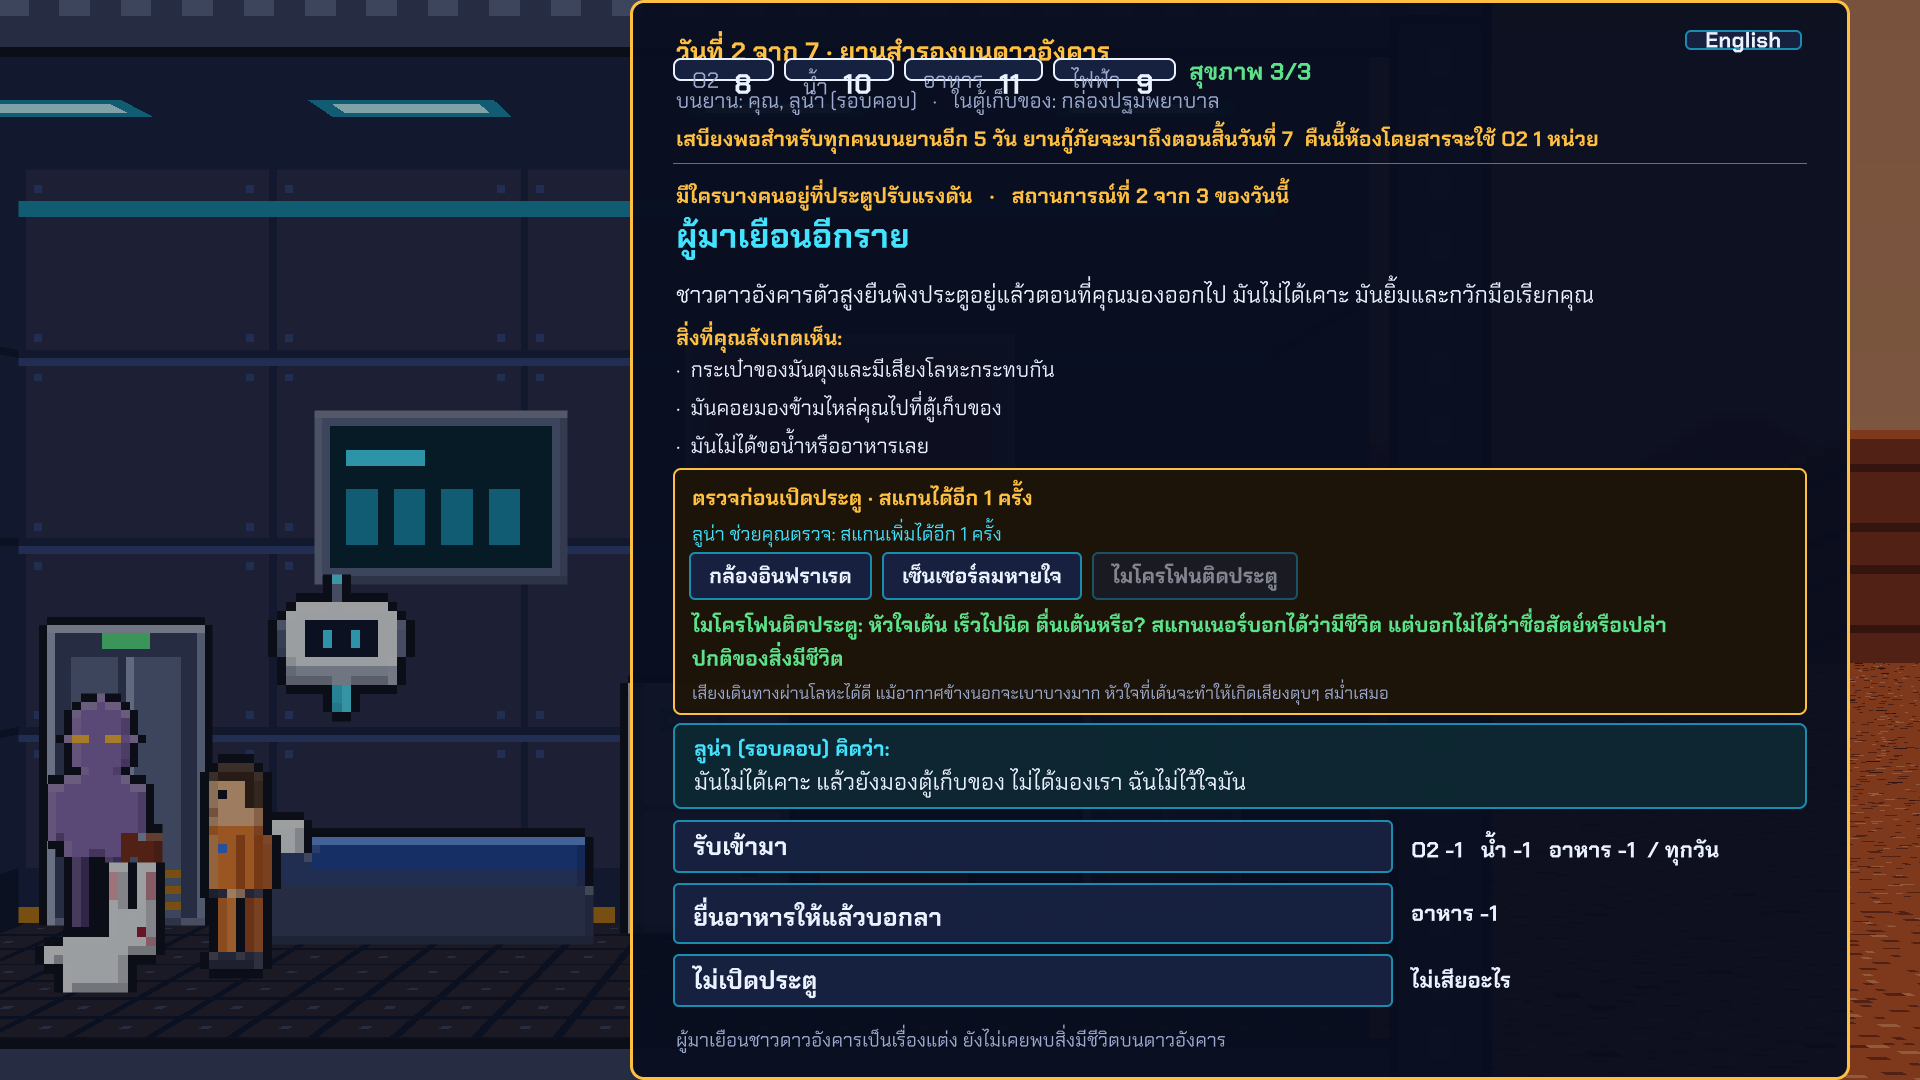 วันที่ 2 จาก 7 · ยานสำรองบนดาวอังคาร
English
O2 8 น้ำ 10 อาหาร 11 ไฟฟ้า 9 สุขภาพ 3/3
บนยาน: คุณ, ลูน่า (รอบคอบ) · ในตู้เก็บของ: กล่องปฐมพยาบาล
เสบียงพอสำหรับทุกคนบนยานอีก 5 วัน ยานกู้ภัยจะมาถึงตอนสิ้นวันที่ 7 คืนนี้ห้องโดยสารจะใช้ O2 1 หน่วย
มีใครบางคนอยู่ที่ประตูปรับแรงดัน · สถานการณ์ที่ 2 จาก 3 ของวันนี้
ผู้มาเยือนอีกราย
ชาวดาวอังคารตัวสูงยืนพิงประตูอยู่แล้วตอนที่คุณมองออกไป มันไม่ได้เคาะ มันยิ้มและกวักมือเรียกคุณ
สิ่งที่คุณสังเกตเห็น:
· กระเป๋าของมันตุงและมีเสียงโลหะกระทบกัน
· มันคอยมองข้ามไหล่คุณไปที่ตู้เก็บของ
· มันไม่ได้ขอน้ำหรืออาหารเลย
ตรวจก่อนเปิดประตู · สแกนได้อีก 1 ครั้ง
ลูน่า ช่วยคุณตรวจ: สแกนเพิ่มได้อีก 1 ครั้ง
กล้องอินฟราเรด เซ็นเซอร์ลมหายใจ ไมโครโฟนติดประตู
ไมโครโฟนติดประตู: หัวใจเต้น เร็วไปนิด ตื่นเต้นหรือ? สแกนเนอร์บอกได้ว่ามีชีวิต แต่บอกไม่ได้ว่าซื่อสัตย์หรือเปล่า
ปกติของสิ่งมีชีวิต
เสียงเดินทางผ่านโลหะได้ดี แม้อากาศข้างนอกจะเบาบางมาก หัวใจที่เต้นจะทำให้เกิดเสียงตุบๆ สม่ำเสมอ
ลูน่า (รอบคอบ) คิดว่า:
มันไม่ได้เคาะ แล้วยังมองตู้เก็บของ ไม่ได้มองเรา ฉันไม่ไว้ใจมัน
รับเข้ามา O2 -1 น้ำ -1 อาหาร -1 / ทุกวัน
ยื่นอาหารให้แล้วบอกลา อาหาร -1
ไม่เปิดประตู ไม่เสียอะไร
ผู้มาเยือนชาวดาวอังคารเป็นเรื่องแต่ง ยังไม่เคยพบสิ่งมีชีวิตบนดาวอังคาร